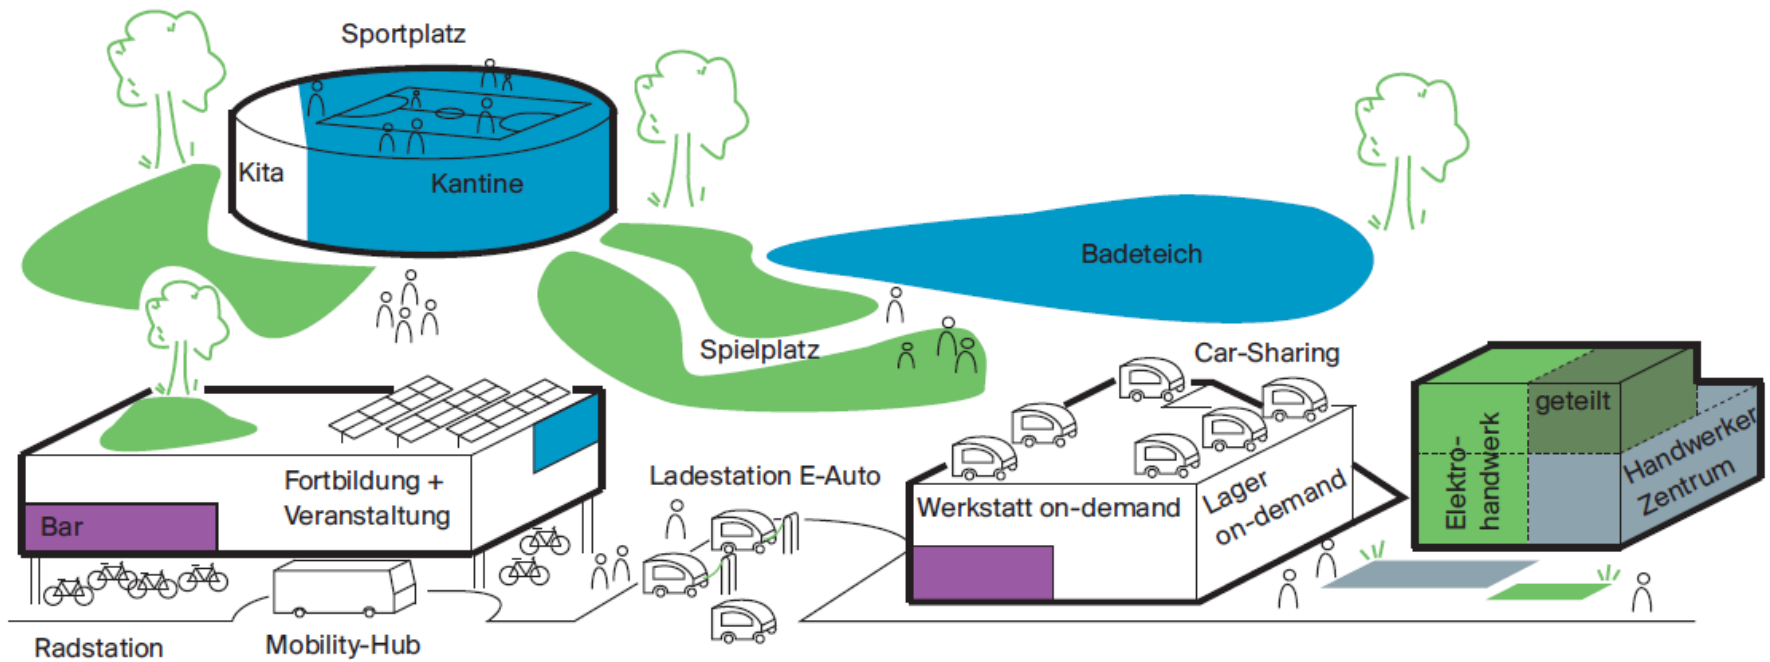 Sportplatz
Kita
Kantine
Badeteich
Spielplatz
Car-Sharing
geteilt
Elektro-
handwerk
Handwerker
Zentrum
Fortbildung +
Veranstaltung
Bar
Ladestation E-Auto
Werkstatt on-demand
Lager
on-demand
Radstation
Mobility-Hub